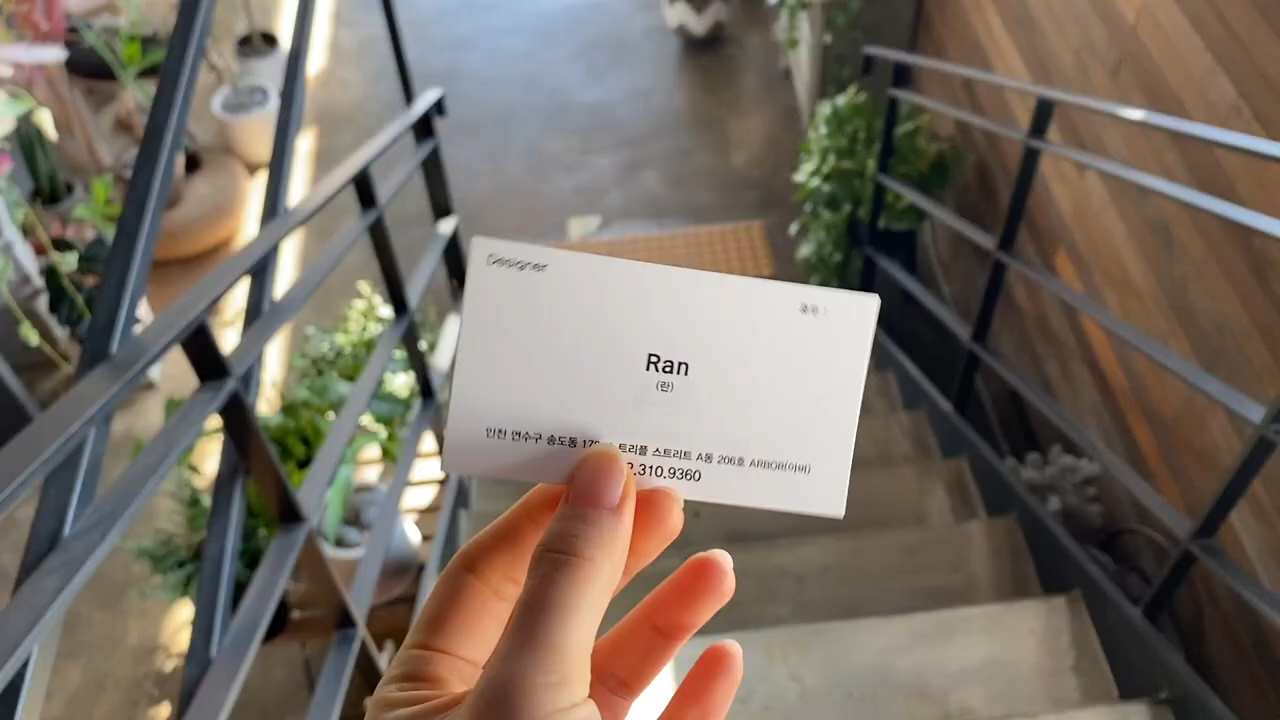 Designer
Ran
(란)
인천 연수구 송도동 트리플 스트리트 A동 206호 ARBOR(아버)
.310.9360